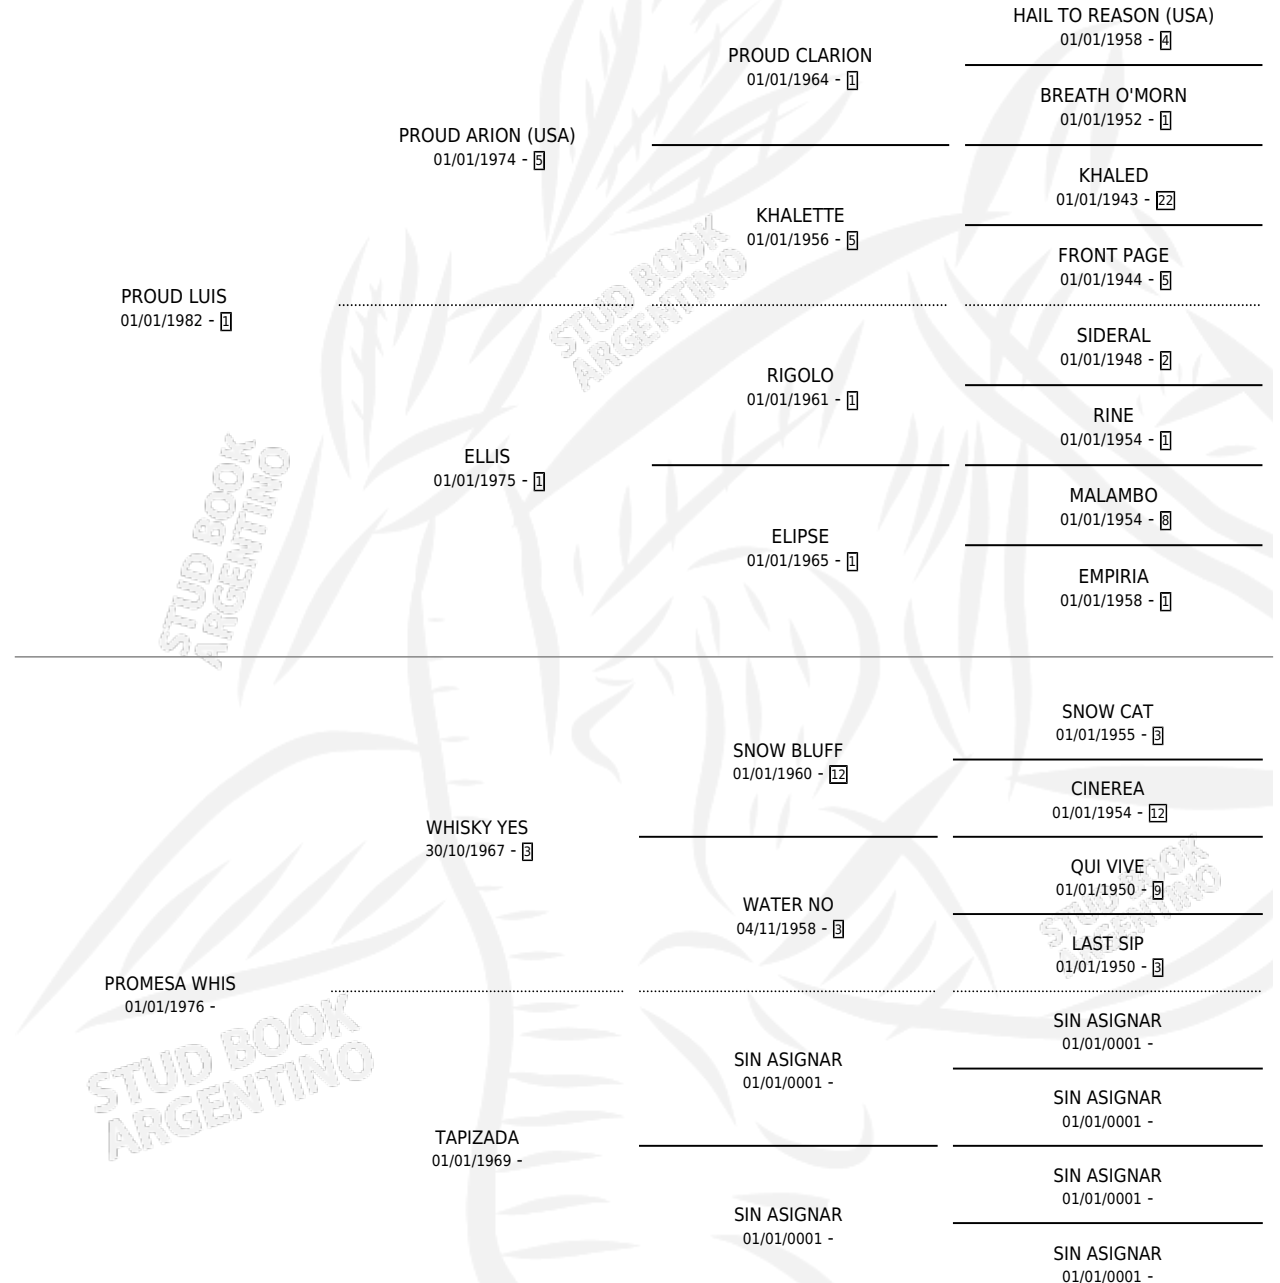 HAIL TO REASON (USA)
01/01/1958 - 4
PROUD CLARION
01/01/1964 - 1
BREATH O'MORN
01/01/1952 - 1
PROUD ARION (USA)
01/01/1974 - 5
KHALED
01/01/1943 - 22
KHALETTE
01/01/1956 - 5
FRONT PAGE
01/01/1944 - 5
PROUD LUIS
01/01/1982 - 1
SIDERAL
01/01/1948 - 2
RIGOLO
01/01/1961 - 1
RINE
01/01/1954 - 1
ELLIS
01/01/1975 - 1
MALAMBO
01/01/1954 - 8
ELIPSE
01/01/1965 - 1
EMPIRIA
01/01/1958 - 1
SNOW CAT
01/01/1955 - 3
SNOW BLUFF
01/01/1960 - 12
CINEREA
01/01/1954 - 12
WHISKY YES
30/10/1967 - 3
QUI VIVE
01/01/1950 - 9
WATER NO
04/11/1958 - 3
LAST SIP
01/01/1950 - 3
PROMESA WHIS
01/01/1976 -
SIN ASIGNAR
01/01/0001 -
SIN ASIGNAR
01/01/0001 -
SIN ASIGNAR
01/01/0001 -
TAPIZADA
01/01/1969 -
SIN ASIGNAR
01/01/0001 -
SIN ASIGNAR
01/01/0001 -
SIN ASIGNAR
01/01/0001 -
STUD BOOK
ARGENTINO
STUD BOOK
ARGENTINO
STUD BOOK
ARGENTINO
STUD BOOK
ARGENTINO